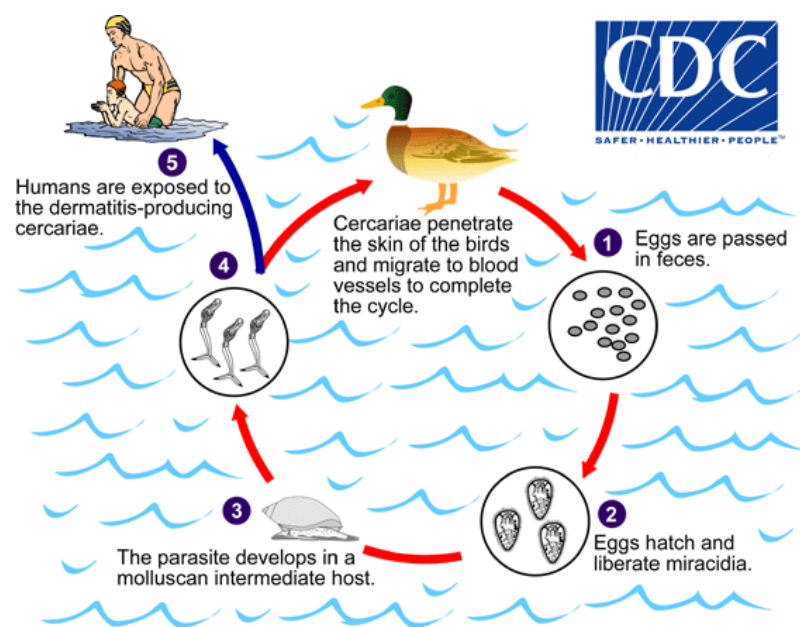 CDC
SAFER • HEALTHIER • PEOPLE™
5
Humans are exposed to
the dermatitis-producing
cercariae.
4
Cercariae penetrate
the skin of the birds
and migrate to blood
vessels to complete
the cycle.
1
Eggs are passed
in feces.
3
The parasite develops in a
molluscan intermediate host.
2
Eggs hatch and
liberate miracidia.